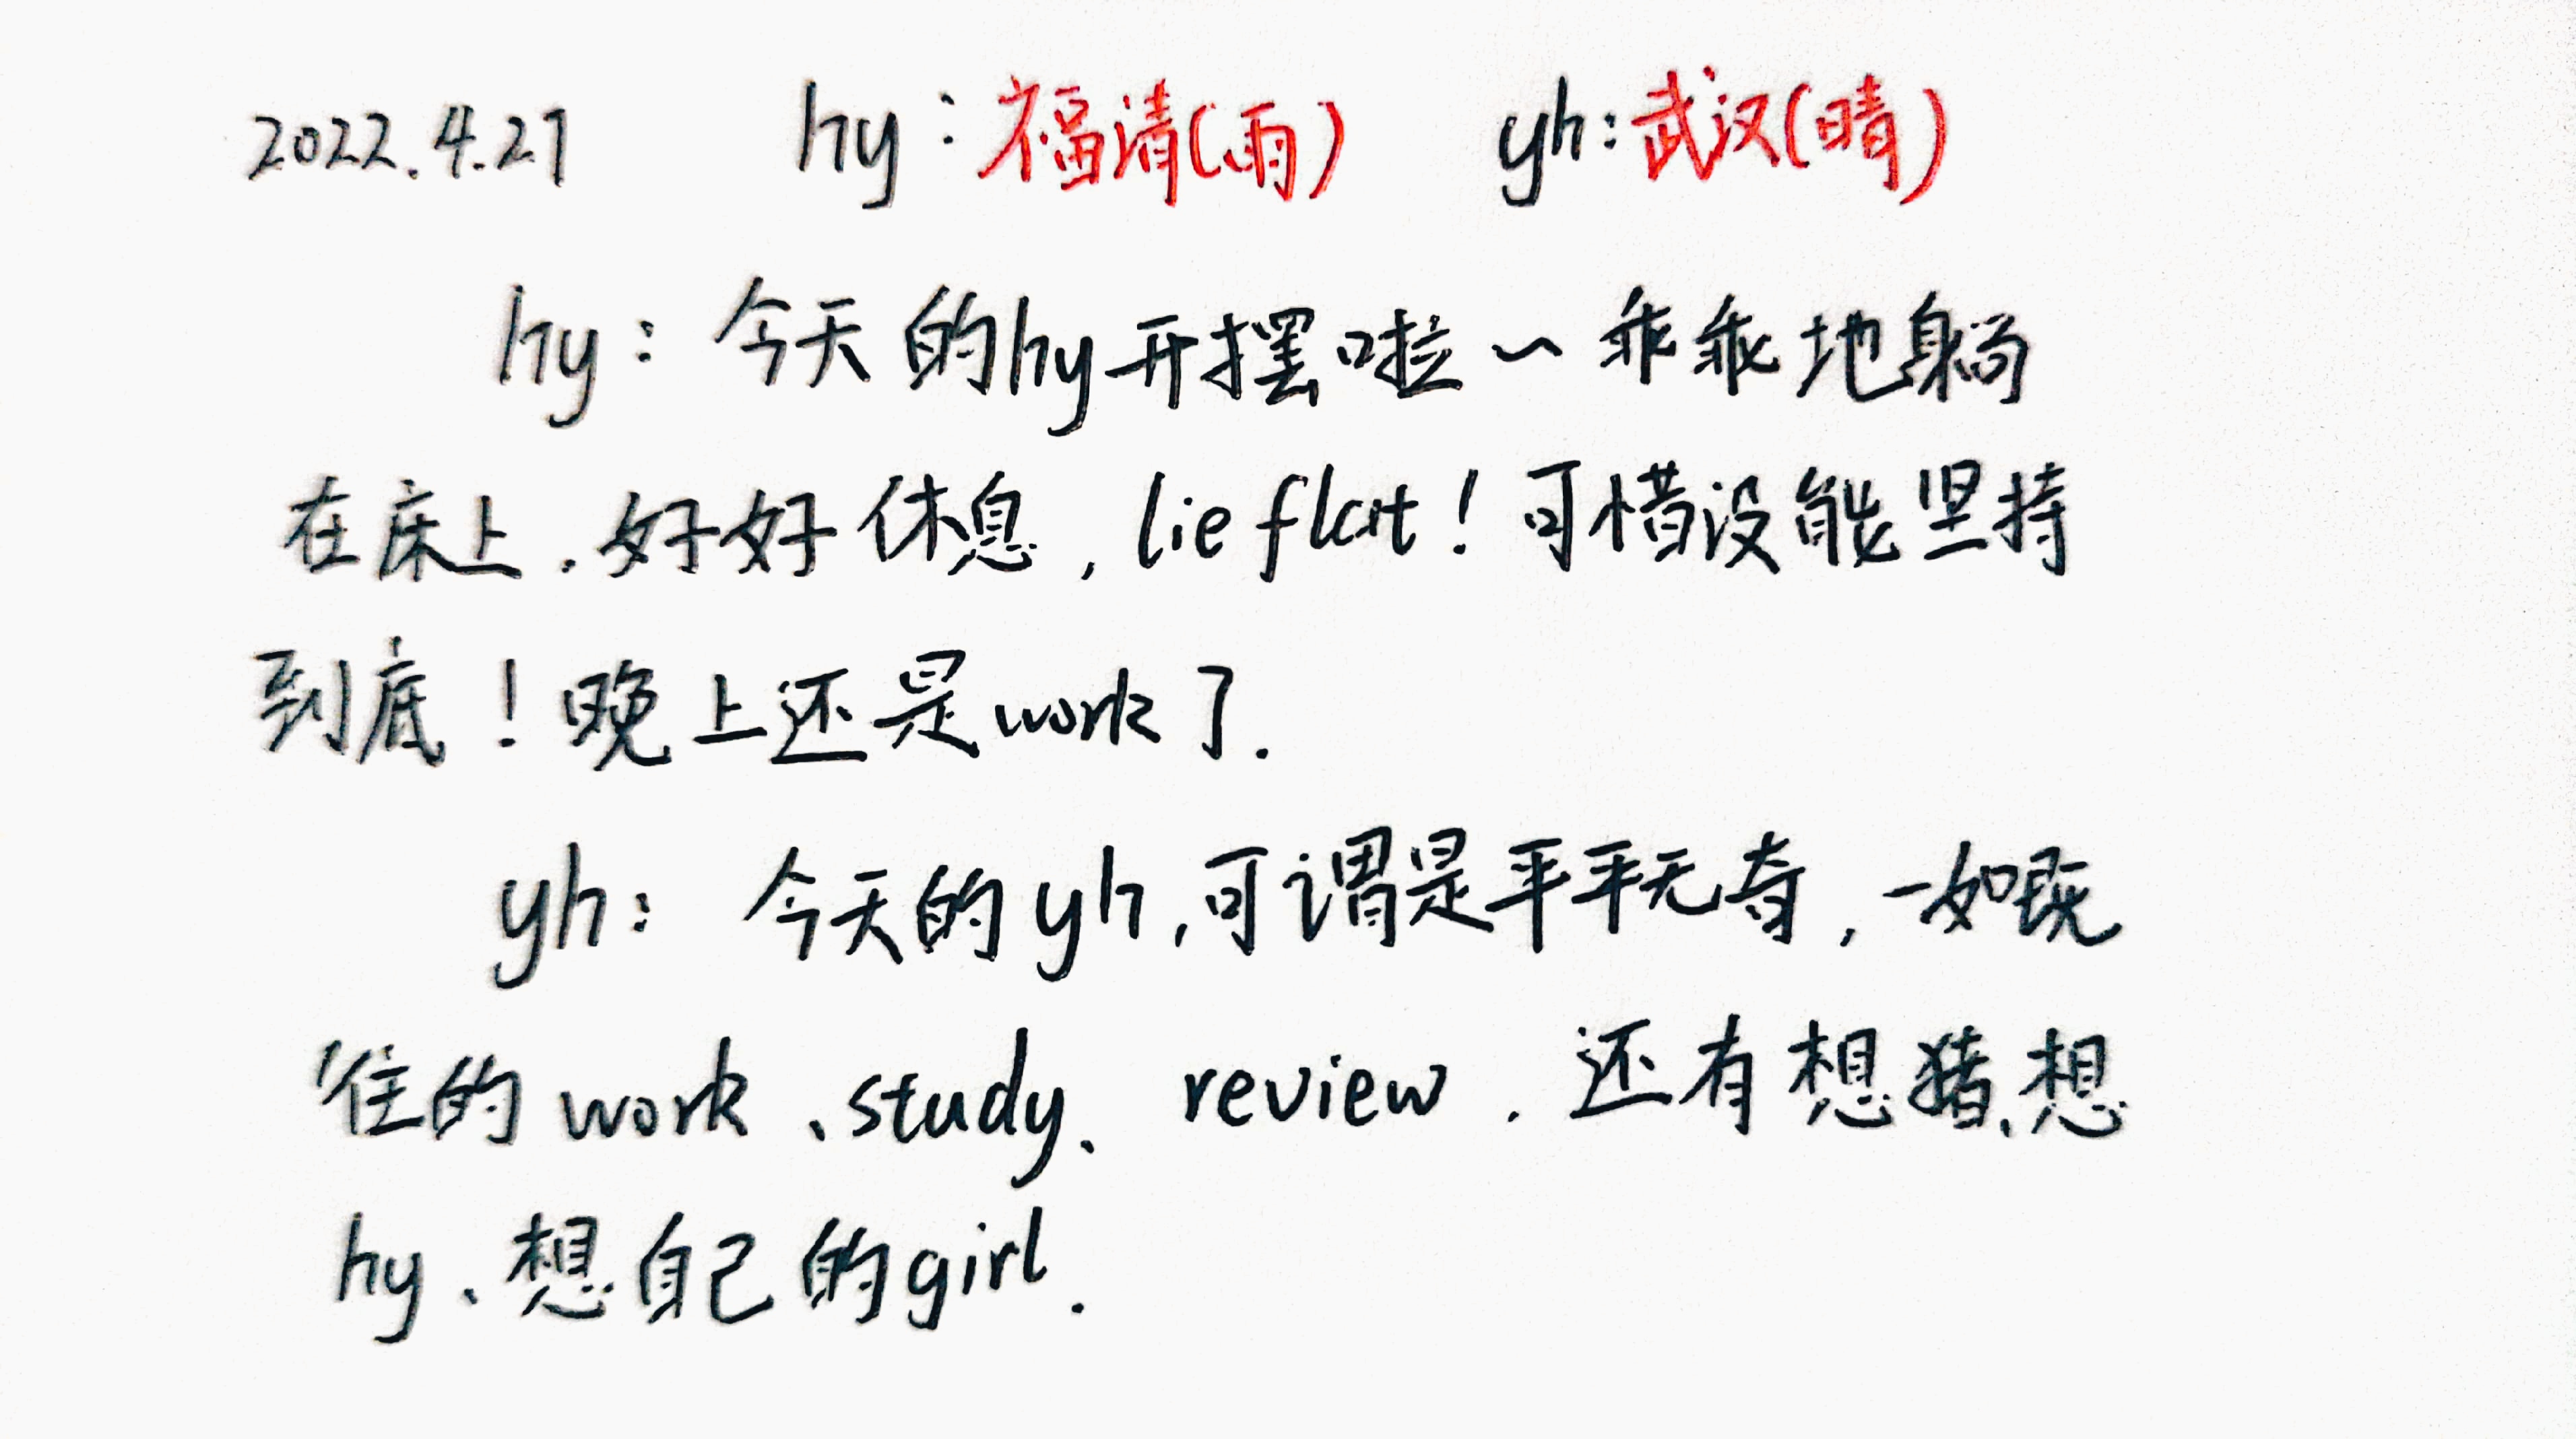 2022.4.27 hy:福清(雨) yh:武汉(晴)
hy:今天的hy开摆啦~乖乖地躺
在床上,好好休息,lie flat!可惜没能坚持
到底!晚上还是work了.
yh:今天的yh,可谓是平平无奇,一如既
往的work、study、review.还有想猪、想
hy、想自己的girl.